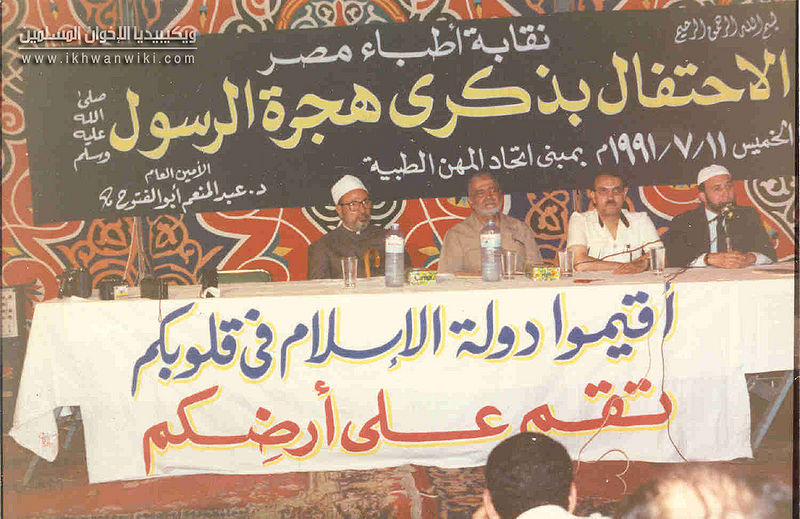 ويكيبيديا الإخوان المسلمين
www.ikhwanwiki.com
بسم الله الرحمن الرحيم
نقابة أطباء مصر
الاحتفال بذكرى هجرة الرسول صلى الله عليه وسلم
الخميس ١١/٧/١٩٩١م بمبنى اتحاد المهن الطبية
الأمين العام
د. عبد المنعم أبو الفتوح
أقيموا دولة الإسلام في قلوبكم
تقم على أرضكم